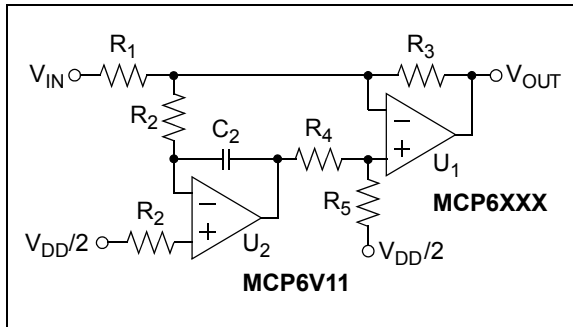 R1
R3
VIN
VOUT
R2
C2
R4
U1
R5
MCP6XXX
R2
U2
VDD/2
VDD/2
MCP6V11